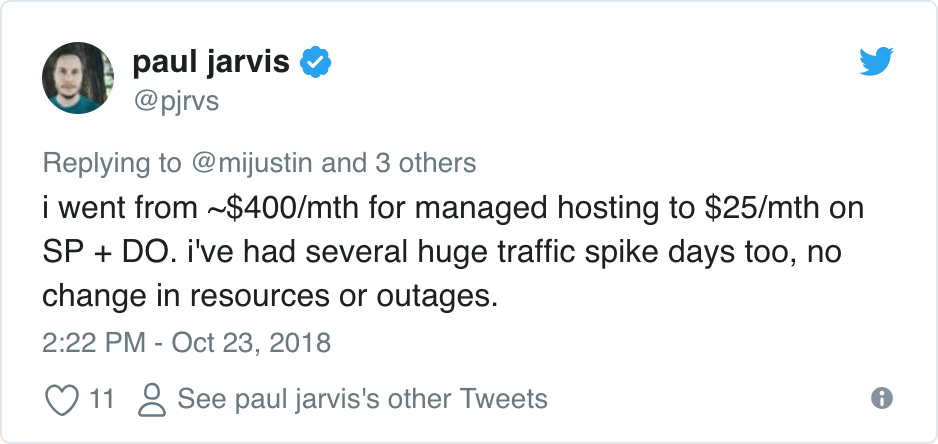 paul jarvis
@pjrvs
Replying to @mijustin and 3 others
i went from ~$400/mth for managed hosting to $25/mth on
SP + DO. i've had several huge traffic spike days too, no
change in resources or outages.
2:22 PM - Oct 23, 2018
11 See paul jarvis's other Tweets